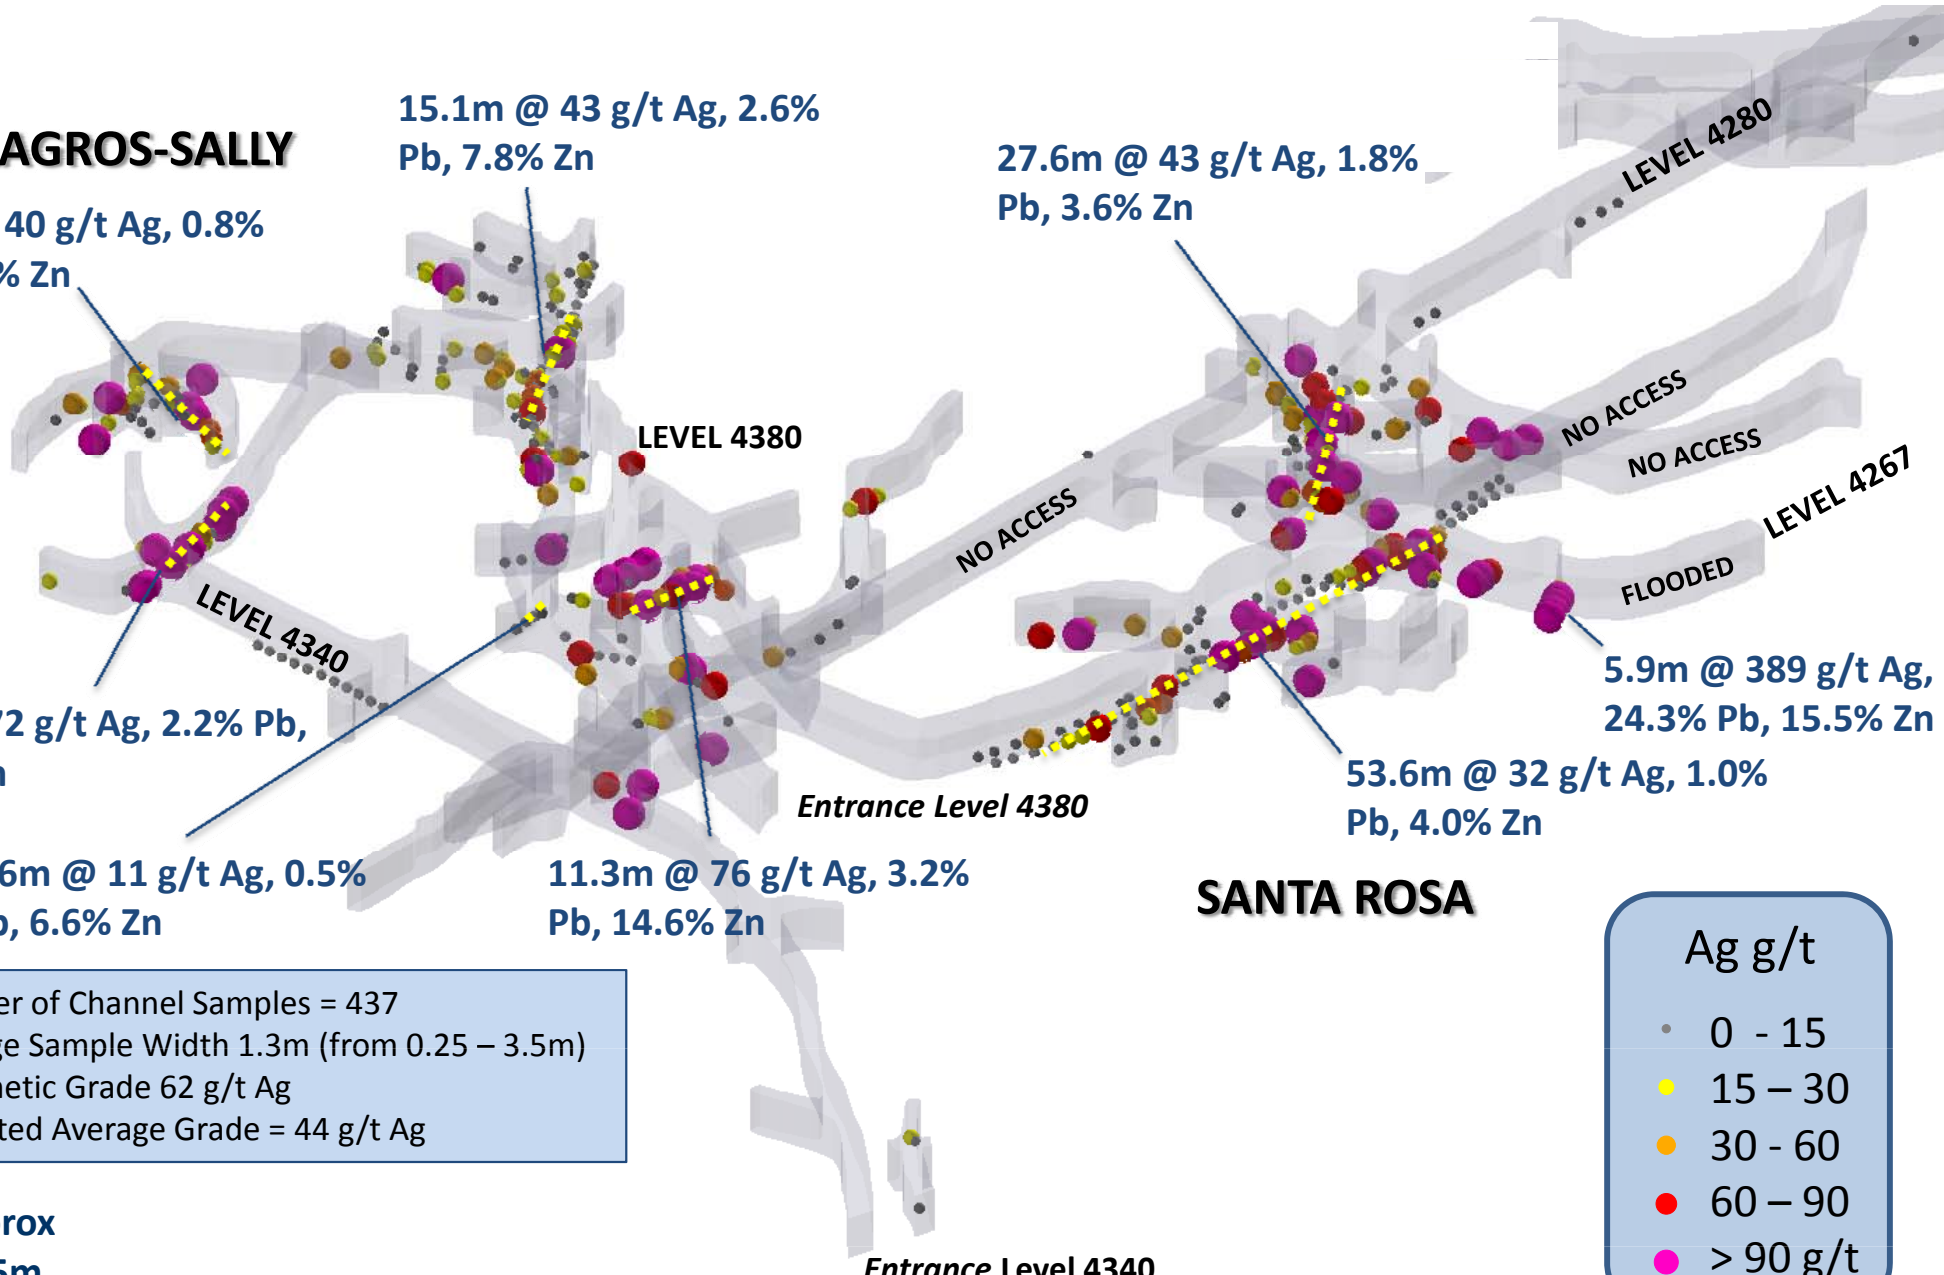 15.1m @ 43 g/t Ag, 2.6%
Pb, 7.8% Zn
AGROS-SALLY
40 g/t Ag, 0.8%
% Zn
27.6m @ 43 g/t Ag, 1.8%
Pb, 3.6% Zn
LEVEL 4280
NO ACCESS
NO ACCESS
LEVEL 4267
FLOODED
LEVEL 4380
NO ACCESS
LEVEL 4340
72 g/t Ag, 2.2% Pb,
n
5.9m @ 389 g/t Ag,
24.3% Pb, 15.5% Zn
53.6m @ 32 g/t Ag, 1.0%
Pb, 4.0% Zn
Entrance Level 4380
6m @ 11 g/t Ag, 0.5%
b, 6.6% Zn
11.3m @ 76 g/t Ag, 3.2%
Pb, 14.6% Zn
SANTA ROSA
er of Channel Samples = 437
ge Sample Width 1.3m (from 0.25 – 3.5m)
netic Grade 62 g/t Ag
ted Average Grade = 44 g/t Ag
rox
5m
Entrance Level 4340
Ag g/t
0 - 15
15 – 30
30 - 60
60 – 90
> 90 g/t